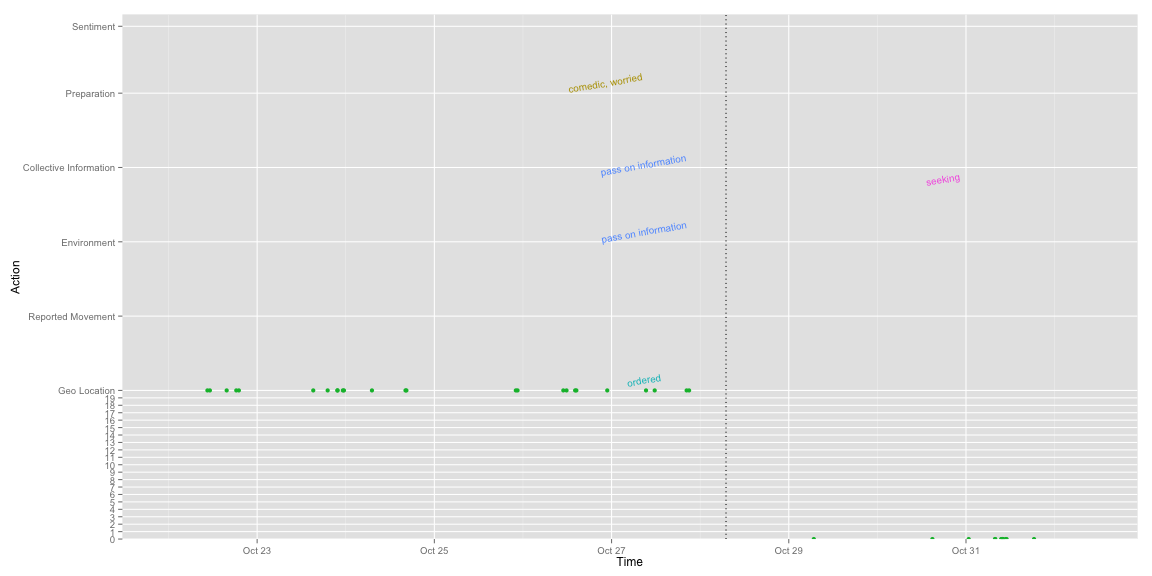 Sentiment
comedic, worried
Preparation
pass on information
Collective Information
seeking
pass on information
Environment
Action
Reported Movement
ordered
Geo Location
19
18
17
16
15
14
13
12
11
10
9
8
7
6
5
4
3
2
1
0
Oct 23
Oct 25
Oct 27
Oct 29
Oct 31
Time